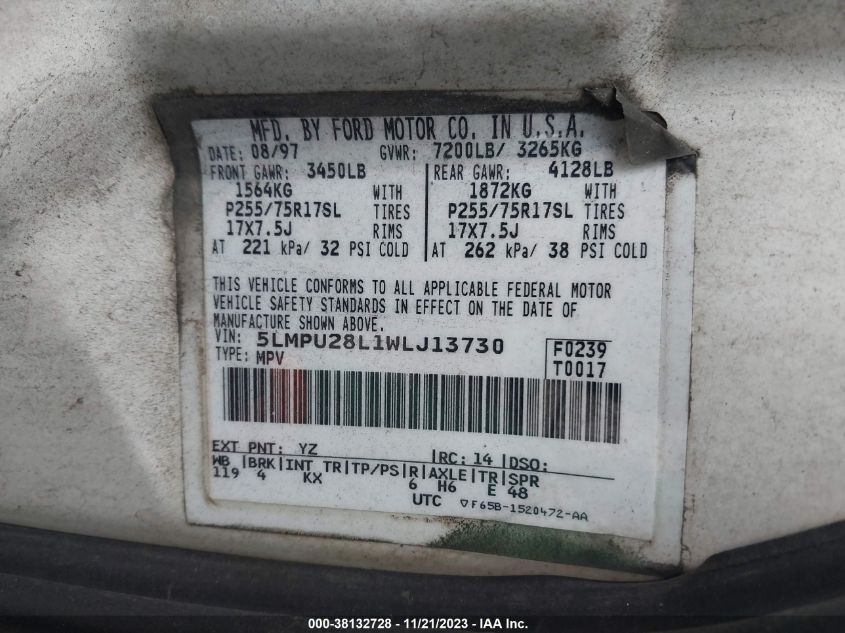 MFD. BY FORD MOTOR CO. IN U.S.A.
DATE: 08/97 GVWR: 7200LB/ 3265KG
FRONT GAWR: 3450LB REAR GAWR: 4128LB
1564KG WITH 1872KG WITH
P255/75R17SL TIRES P255/75R17SL TIRES
17X7.5J RIMS 17X7.5J RIMS
AT 221 kPa/ 32 PSI COLD AT 262 kPa/ 38 PSI COLD
THIS VEHICLE CONFORMS TO ALL APPLICABLE FEDERAL MOTOR
VEHICLE SAFETY STANDARDS IN EFFECT ON THE DATE OF
MANUFACTURE SHOWN ABOVE.
VIN: 5LMPU28L1WLJ13730 F0239
TYPE: MPV T0017
EXT PNT: YZ RC: 14 DSO:
WB BRK INT TR TP/PS R AXLE TR SPR
119 4 KX 6 H6 E 48
UTC ▽F65B-1520472-AA
000-38132728 - 11/21/2023 - IAA Inc.